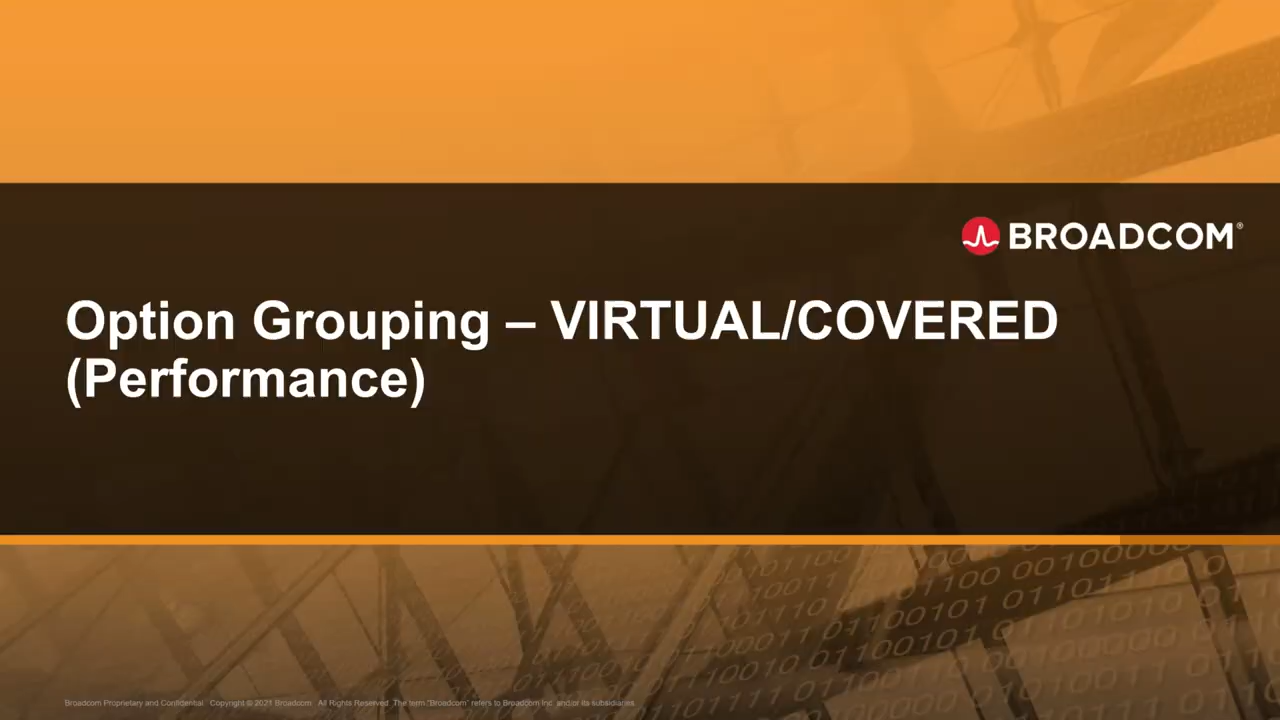 BROADCOM®
Option Grouping – VIRTUAL/COVERED
(Performance)
Broadcom Proprietary and Confidential. Copyright © 2021 Broadcom. All Rights Reserved. The term "Broadcom" refers to Broadcom Inc. and/or its subsidiaries.